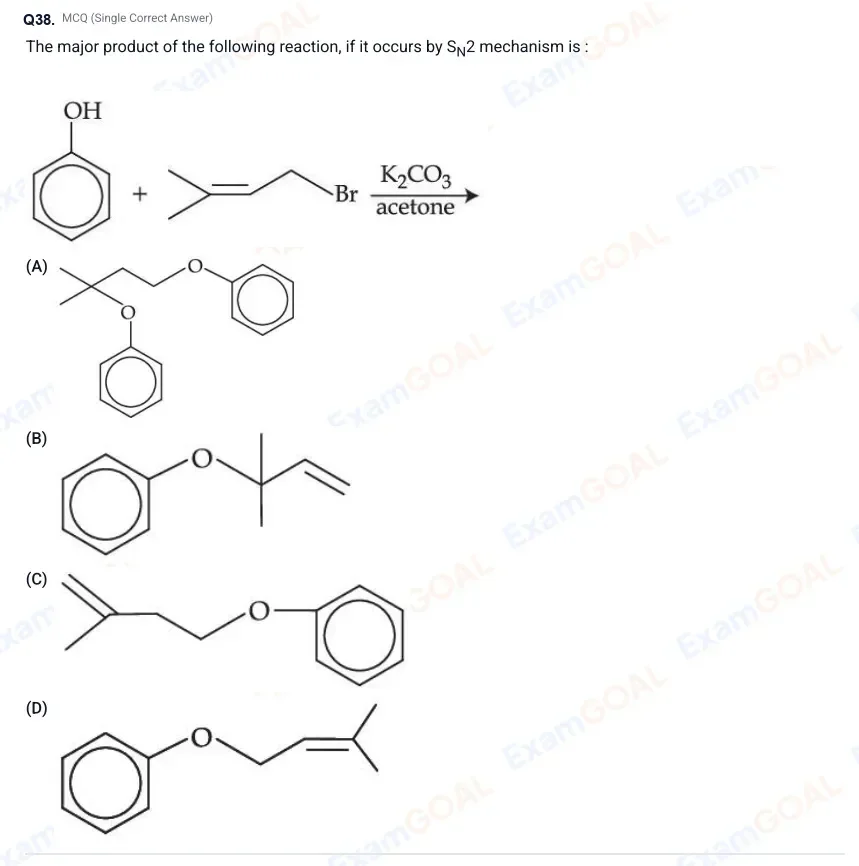 Q38. MCQ (Single Correct Answer)
The major product of the following reaction, if it occurs by SN2 mechanism is :
OH
+
Br
K2CO3
acetone
(A)
O
O
(B)
O
(C)
O
(D)
O
ExamGOAL